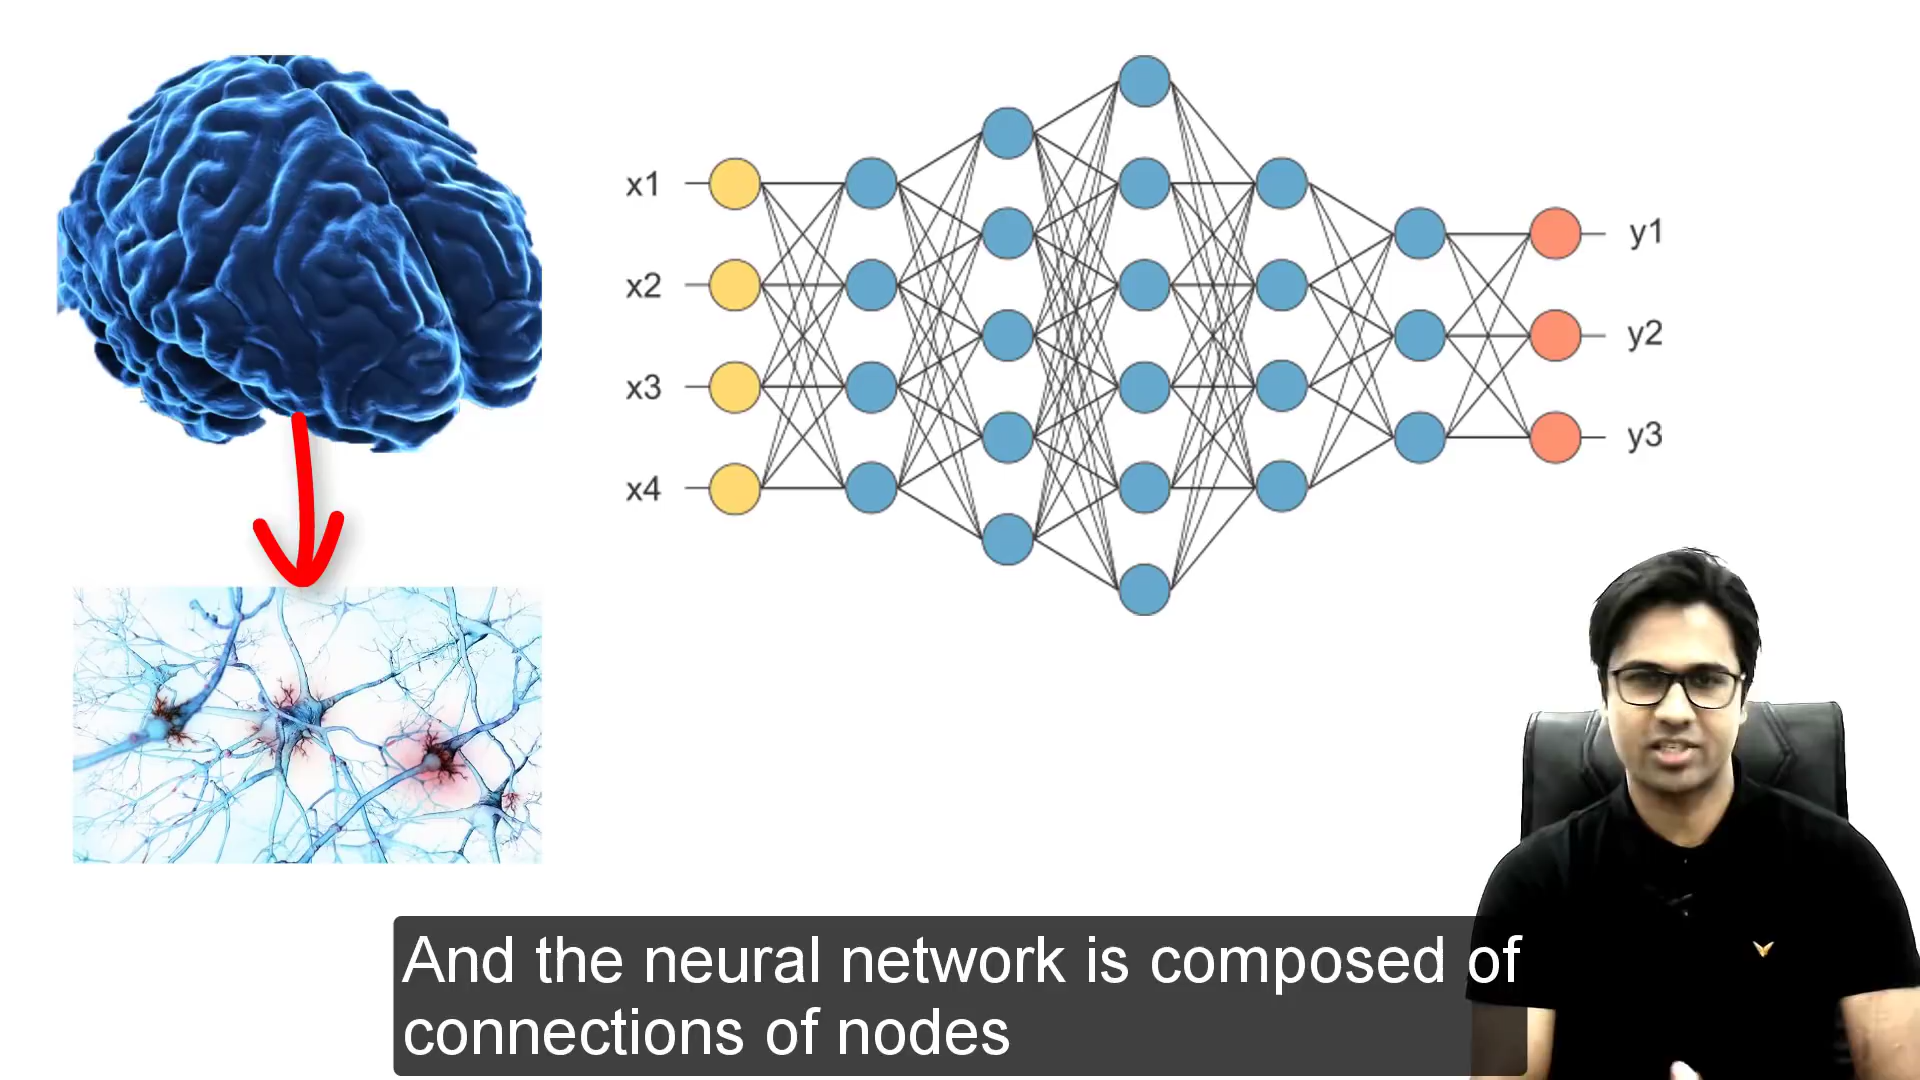 x1
x2
x3
x4
y1
y2
y3
And the neural network is composed of
connections of nodes